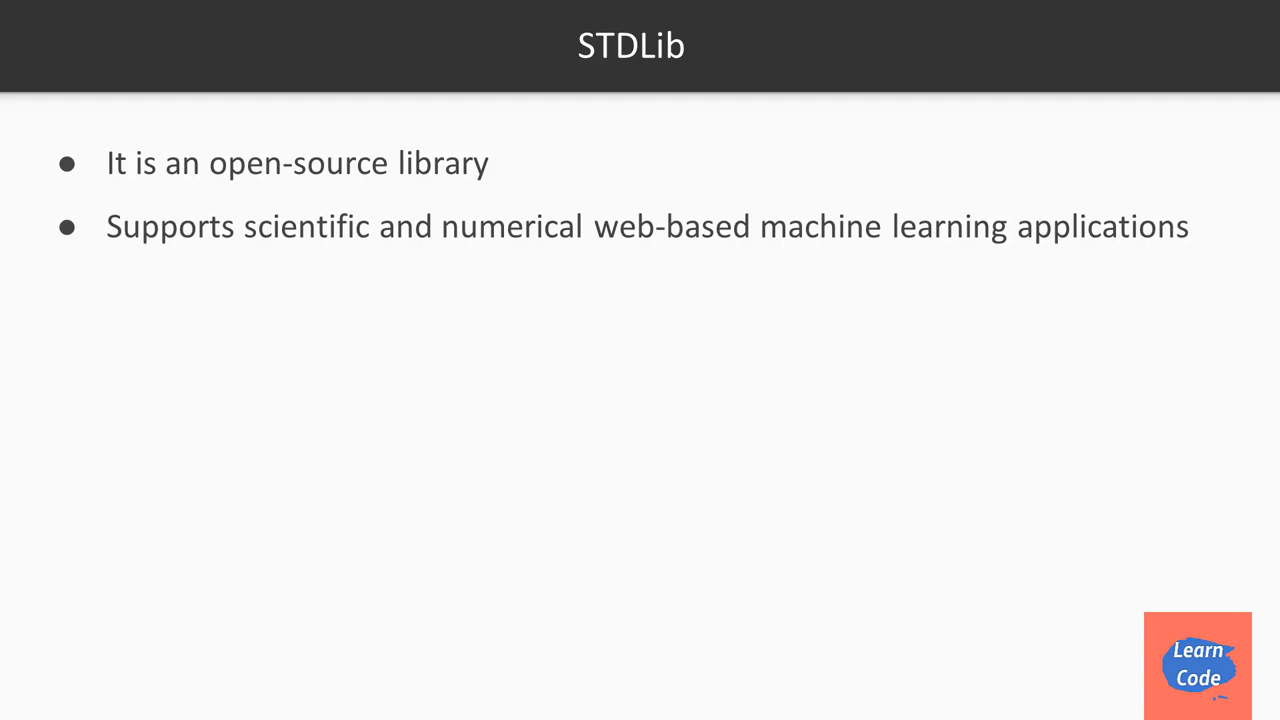 STDLib
● It is an open-source library
● Supports scientific and numerical web-based machine learning applications
Learn
Code